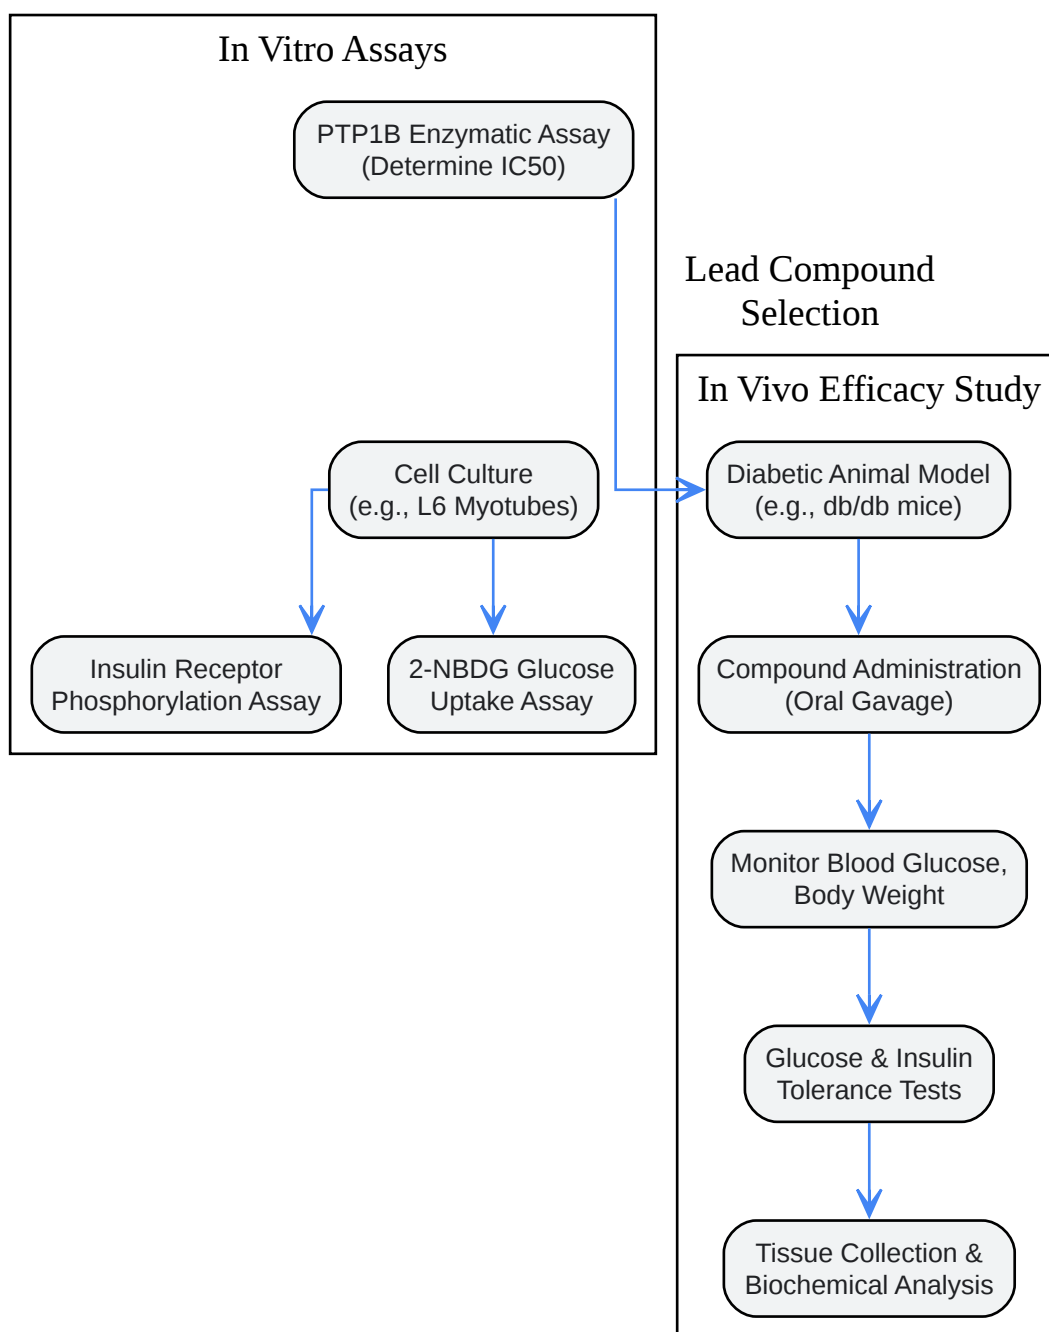 In Vitro Assays
PTP1B Enzymatic Assay
(Determine IC50)
Lead Compound
Selection
In Vivo Efficacy Study
Cell Culture
(e.g., L6 Myotubes)
Diabetic Animal Model
(e.g., db/db mice)
Insulin Receptor
Phosphorylation Assay
2-NBDG Glucose
Uptake Assay
Compound Administration
(Oral Gavage)
Monitor Blood Glucose,
Body Weight
Glucose & Insulin
Tolerance Tests
Tissue Collection &
Biochemical Analysis